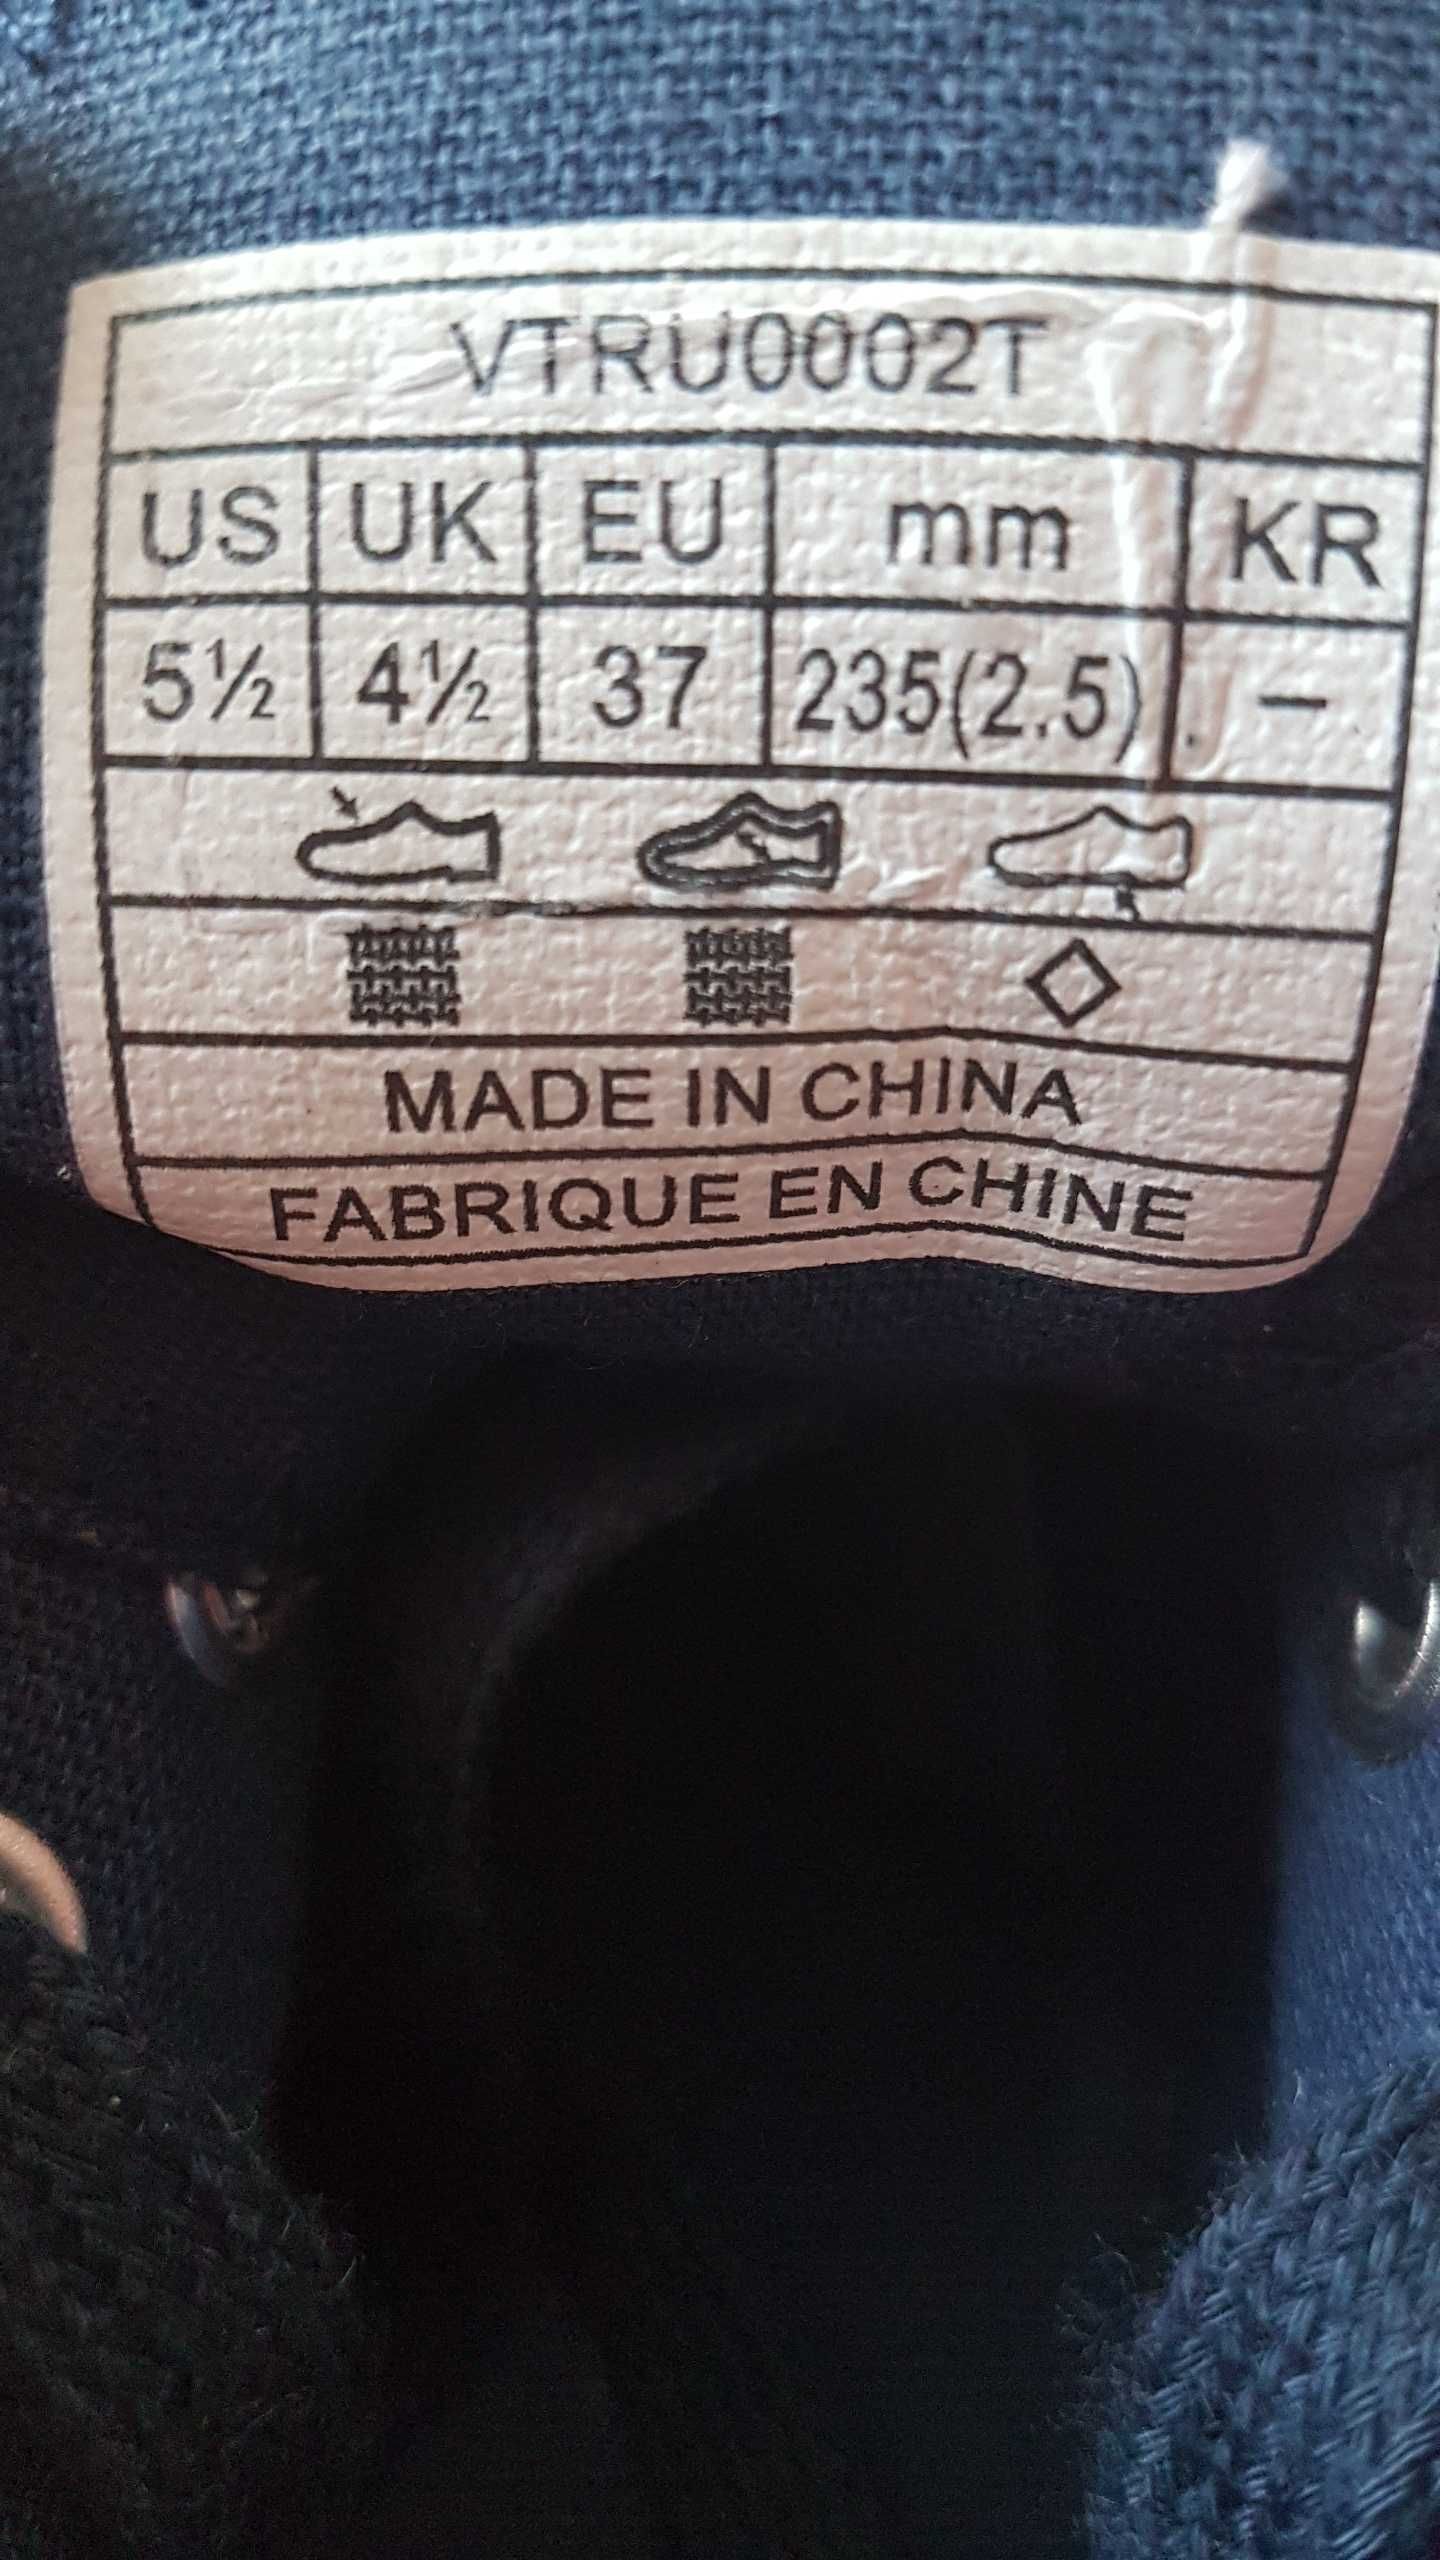 VTRU0002T
US UK EU mm KR
5½ 4½ 37 235(2.5) –
MADE IN CHINA
FABRIQUE EN CHINE